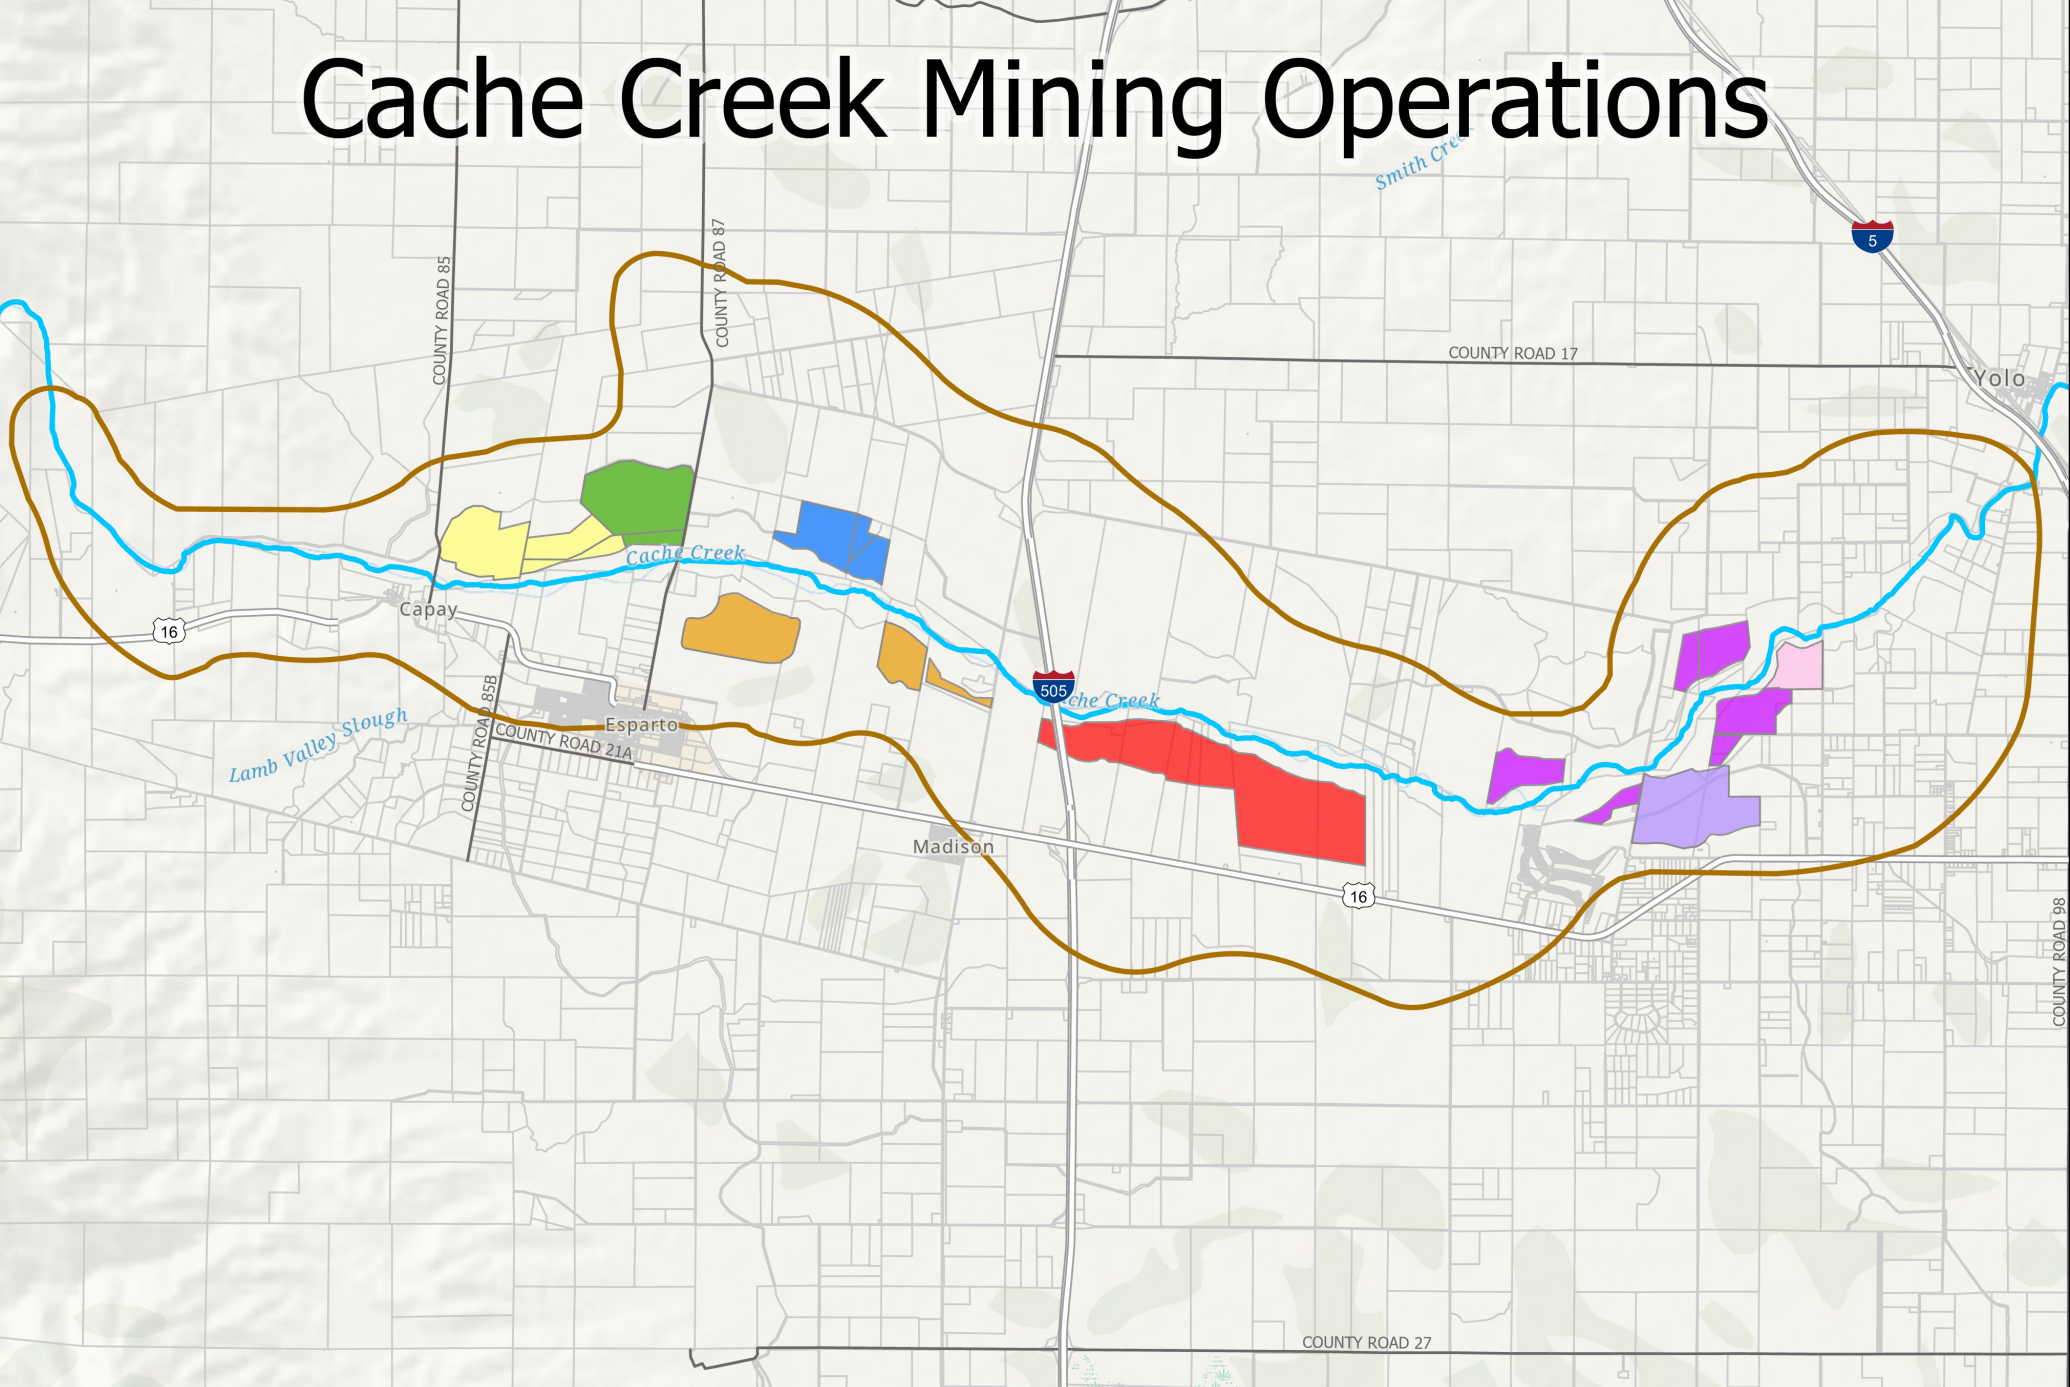 Cache Creek Mining Operations
Smith Creek
COUNTY ROAD 87
5
COUNTY ROAD 85
COUNTY ROAD 17
Yolo
Cache Creek
Capay
16
505
che Creek
COUNTY ROAD 85B
Lamb Valley Slough
Esparto
COUNTY ROAD 21A
Madison
16
COUNTY ROAD 98
COUNTY ROAD 27